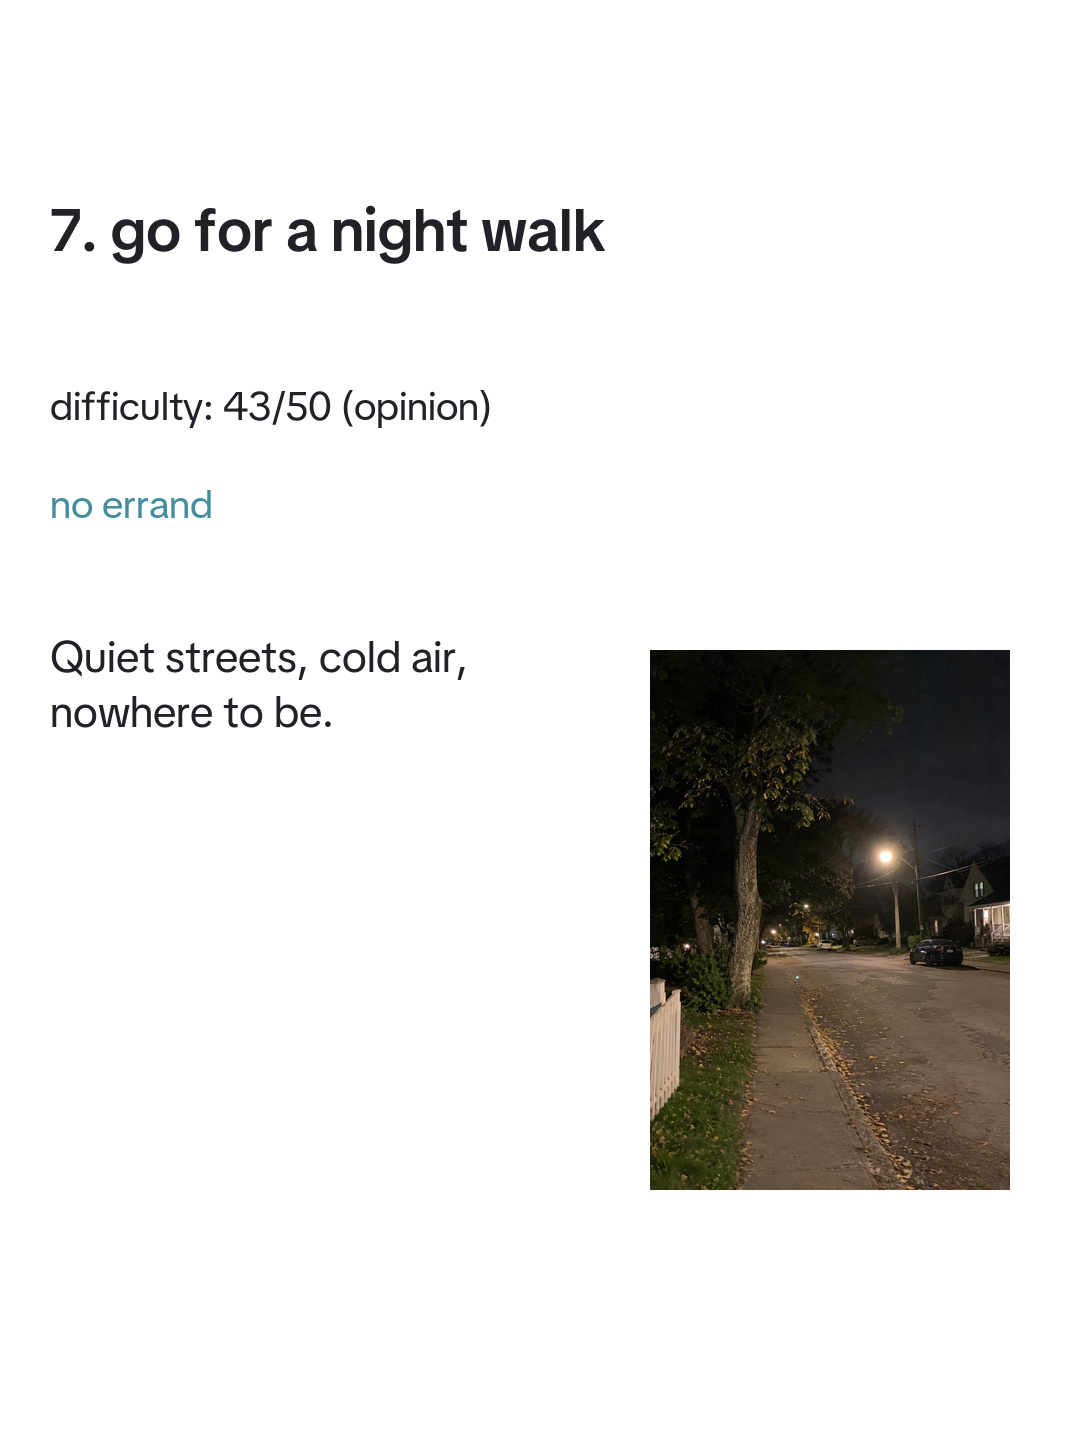 7. go for a night walk
difficulty: 43/50 (opinion)
no errand
Quiet streets, cold air,
nowhere to be.